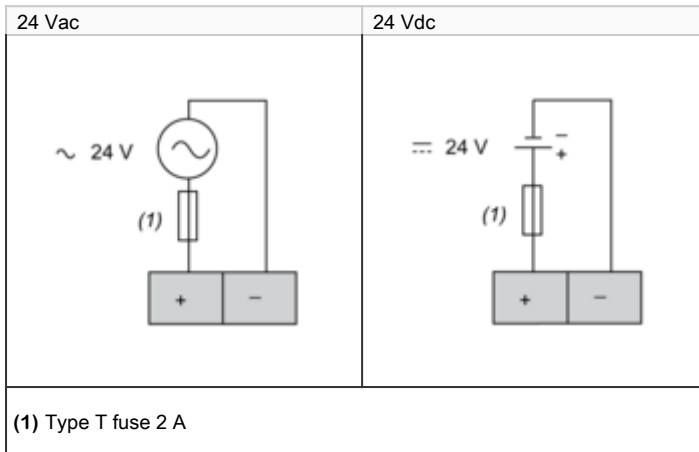 24 Vac
24 Vdc
~ 24 V
(1)
+ −
⎓ 24 V
−
+
(1)
+ −
(1) Type T fuse 2 A